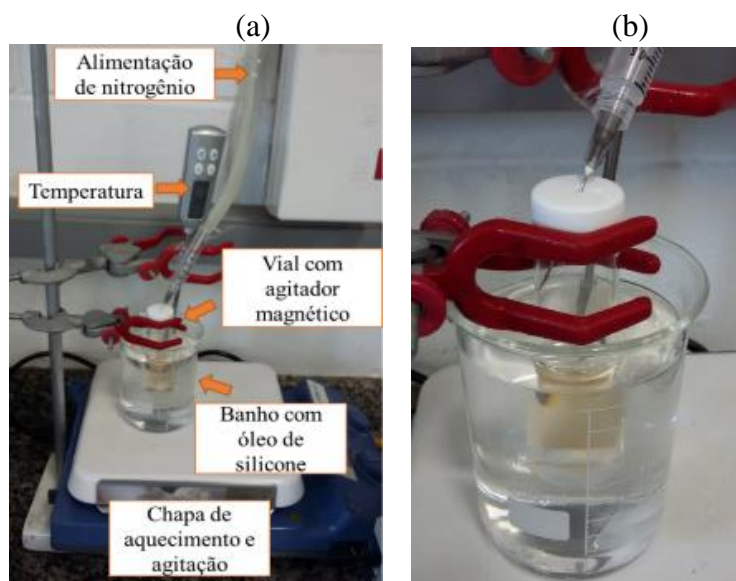 (a)
(b)
Alimentação
de nitrogênio
Temperatura
Vial com
agitador
magnético
Banho com
óleo de
silicone
Chapa de
aquecimento e
agitação